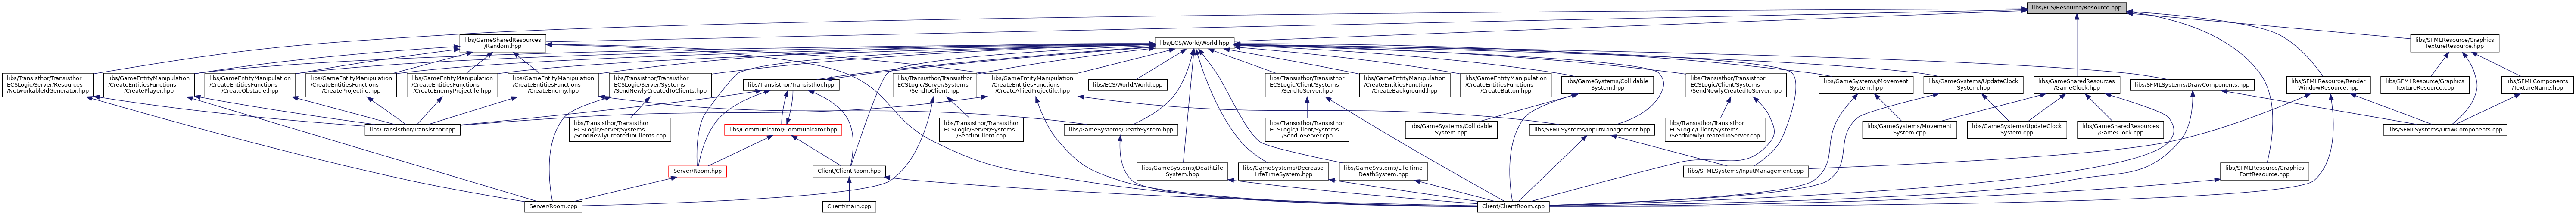 libs/ECS/Resource/Resource.hpp
libs/GameSharedResources
/Random.hpp
libs/ECS/World/World.hpp
libs/SFMLResource/Graphics
TextureResource.hpp
libs/Transisthor/Transisthor
ECSLogic/Server/Resources
/NetworkableIdGenerator.hpp
libs/GameEntityManipulation
/CreateEntitiesFunctions
/CreatePlayer.hpp
libs/GameEntityManipulation
/CreateEntitiesFunctions
/CreateObstacle.hpp
libs/GameEntityManipulation
/CreateEntitiesFunctions
/CreateProjectile.hpp
libs/GameEntityManipulation
/CreateEntitiesFunctions
/CreateEnemyProjectile.hpp
libs/GameEntityManipulation
/CreateEntitiesFunctions
/CreateEnemy.hpp
libs/Transisthor/Transisthor
ECSLogic/Server/Systems
/SendNewlyCreatedToClients.hpp
libs/Transisthor/Transisthor.hpp
libs/Transisthor/Transisthor
ECSLogic/Server/Systems
/SendToClient.hpp
libs/GameEntityManipulation
/CreateEntitiesFunctions
/CreateAlliedProjectile.hpp
libs/ECS/World/World.cpp
libs/Transisthor/Transisthor
ECSLogic/Client/Systems
/SendToServer.hpp
libs/GameEntityManipulation
/CreateEntitiesFunctions
/CreateBackground.hpp
libs/GameEntityManipulation
/CreateEntitiesFunctions
/CreateButton.hpp
libs/GameSystems/Collidable
System.hpp
libs/Transisthor/Transisthor
ECSLogic/Client/Systems
/SendNewlyCreatedToServer.hpp
libs/GameSystems/Movement
System.hpp
libs/GameSystems/UpdateClock
System.hpp
libs/GameSharedResources
/GameClock.hpp
libs/SFMLSystems/DrawComponents.hpp
libs/SFMLResource/Render
WindowResource.hpp
libs/SFMLResource/Graphics
TextureResource.cpp
libs/SFMLComponents
/TextureName.hpp
libs/Transisthor/Transisthor.cpp
libs/Transisthor/Transisthor
ECSLogic/Server/Systems
/SendNewlyCreatedToClients.cpp
libs/Communicator/Communicator.hpp
libs/Transisthor/Transisthor
ECSLogic/Server/Systems
/SendToClient.cpp
libs/GameSystems/DeathSystem.hpp
libs/Transisthor/Transisthor
ECSLogic/Client/Systems
/SendToServer.cpp
libs/GameSystems/Collidable
System.cpp
libs/SFMLSystems/InputManagement.hpp
libs/Transisthor/Transisthor
ECSLogic/Client/Systems
/SendNewlyCreatedToServer.cpp
libs/GameSystems/Movement
System.cpp
libs/GameSystems/UpdateClock
System.cpp
libs/GameSharedResources
/GameClock.cpp
libs/SFMLSystems/DrawComponents.cpp
Server/Room.hpp
Client/ClientRoom.hpp
libs/GameSystems/DeathLife
System.hpp
libs/GameSystems/Decrease
LifeTimeSystem.hpp
libs/GameSystems/LifeTime
DeathSystem.hpp
libs/SFMLSystems/InputManagement.cpp
libs/SFMLResource/Graphics
FontResource.hpp
Server/Room.cpp
Client/main.cpp
Client/ClientRoom.cpp